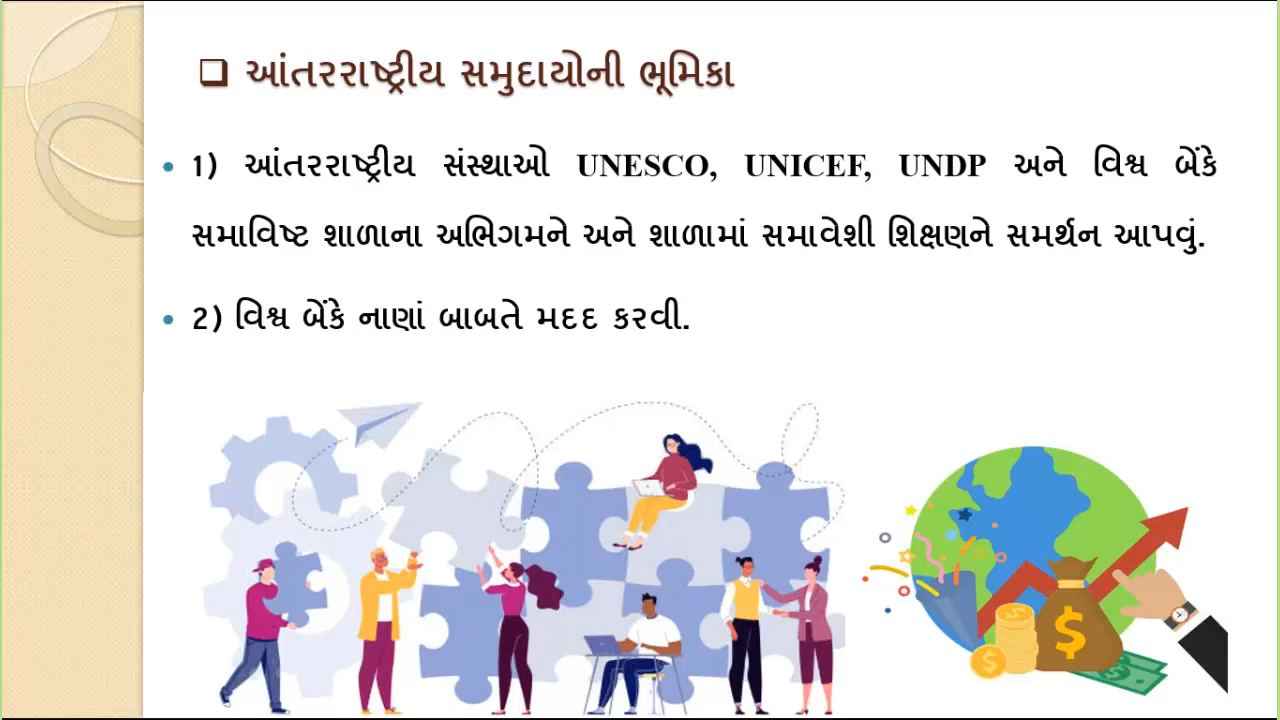 આંતરરાષ્ટ્રીય સમુદાયોની ભૂમિકા
1) આંતરરાષ્ટ્રીય સંસ્થાઓ UNESCO, UNICEF, UNDP અને વિશ્વ બેંકે
સમાવિષ્ટ શાળાના અભિગમને અને શાળામાં સમાવેશી શિક્ષણને સમર્થન આપવું.
2) વિશ્વ બેંકે નાણાં બાબતે મદદ કરવી.